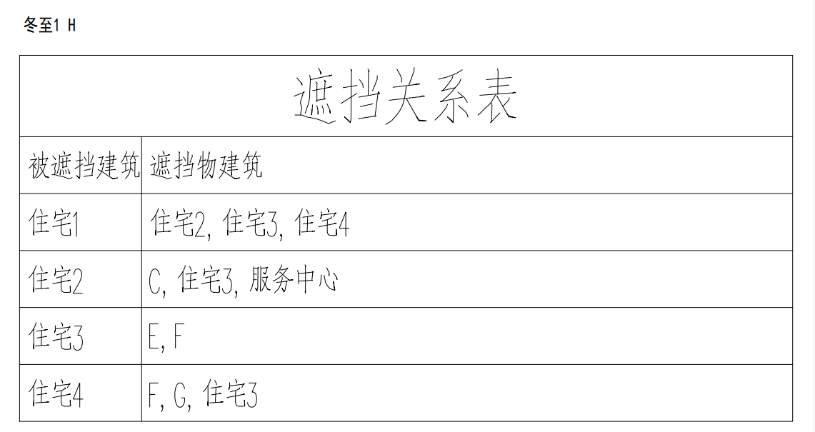 冬至1 H
遮挡关系表
被遮挡建筑 遮挡物建筑
住宅1 住宅2, 住宅3, 住宅4
住宅2 C, 住宅3, 服务中心
住宅3 E, F
住宅4 F, G, 住宅3